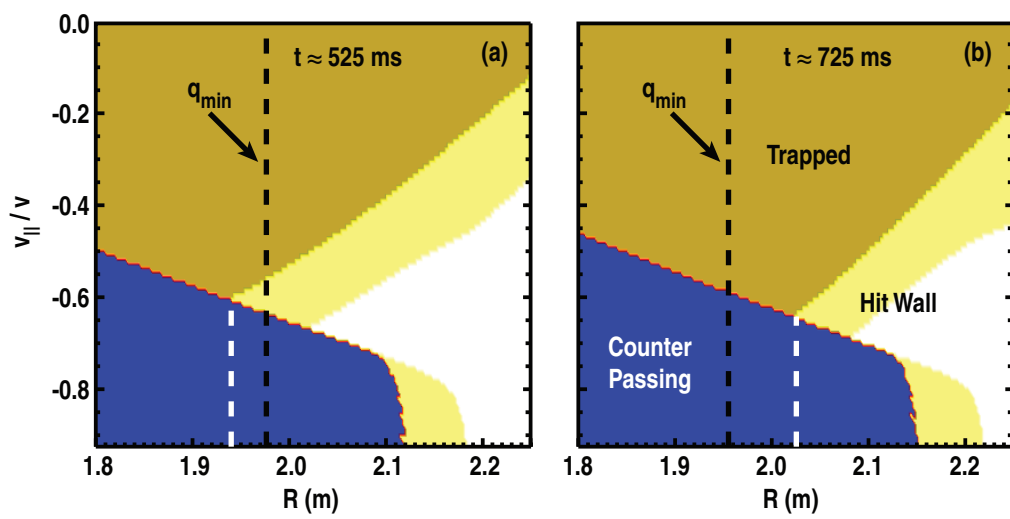 (a)
t ≈ 525 ms
q_min
0.0
-0.2
-0.4
-0.6
-0.8
v_|| / v
1.8
1.9
2.0
2.1
2.2
R (m)
(b)
t ≈ 725 ms
q_min
Trapped
Hit Wall
Counter
Passing
1.8
1.9
2.0
2.1
2.2
R (m)